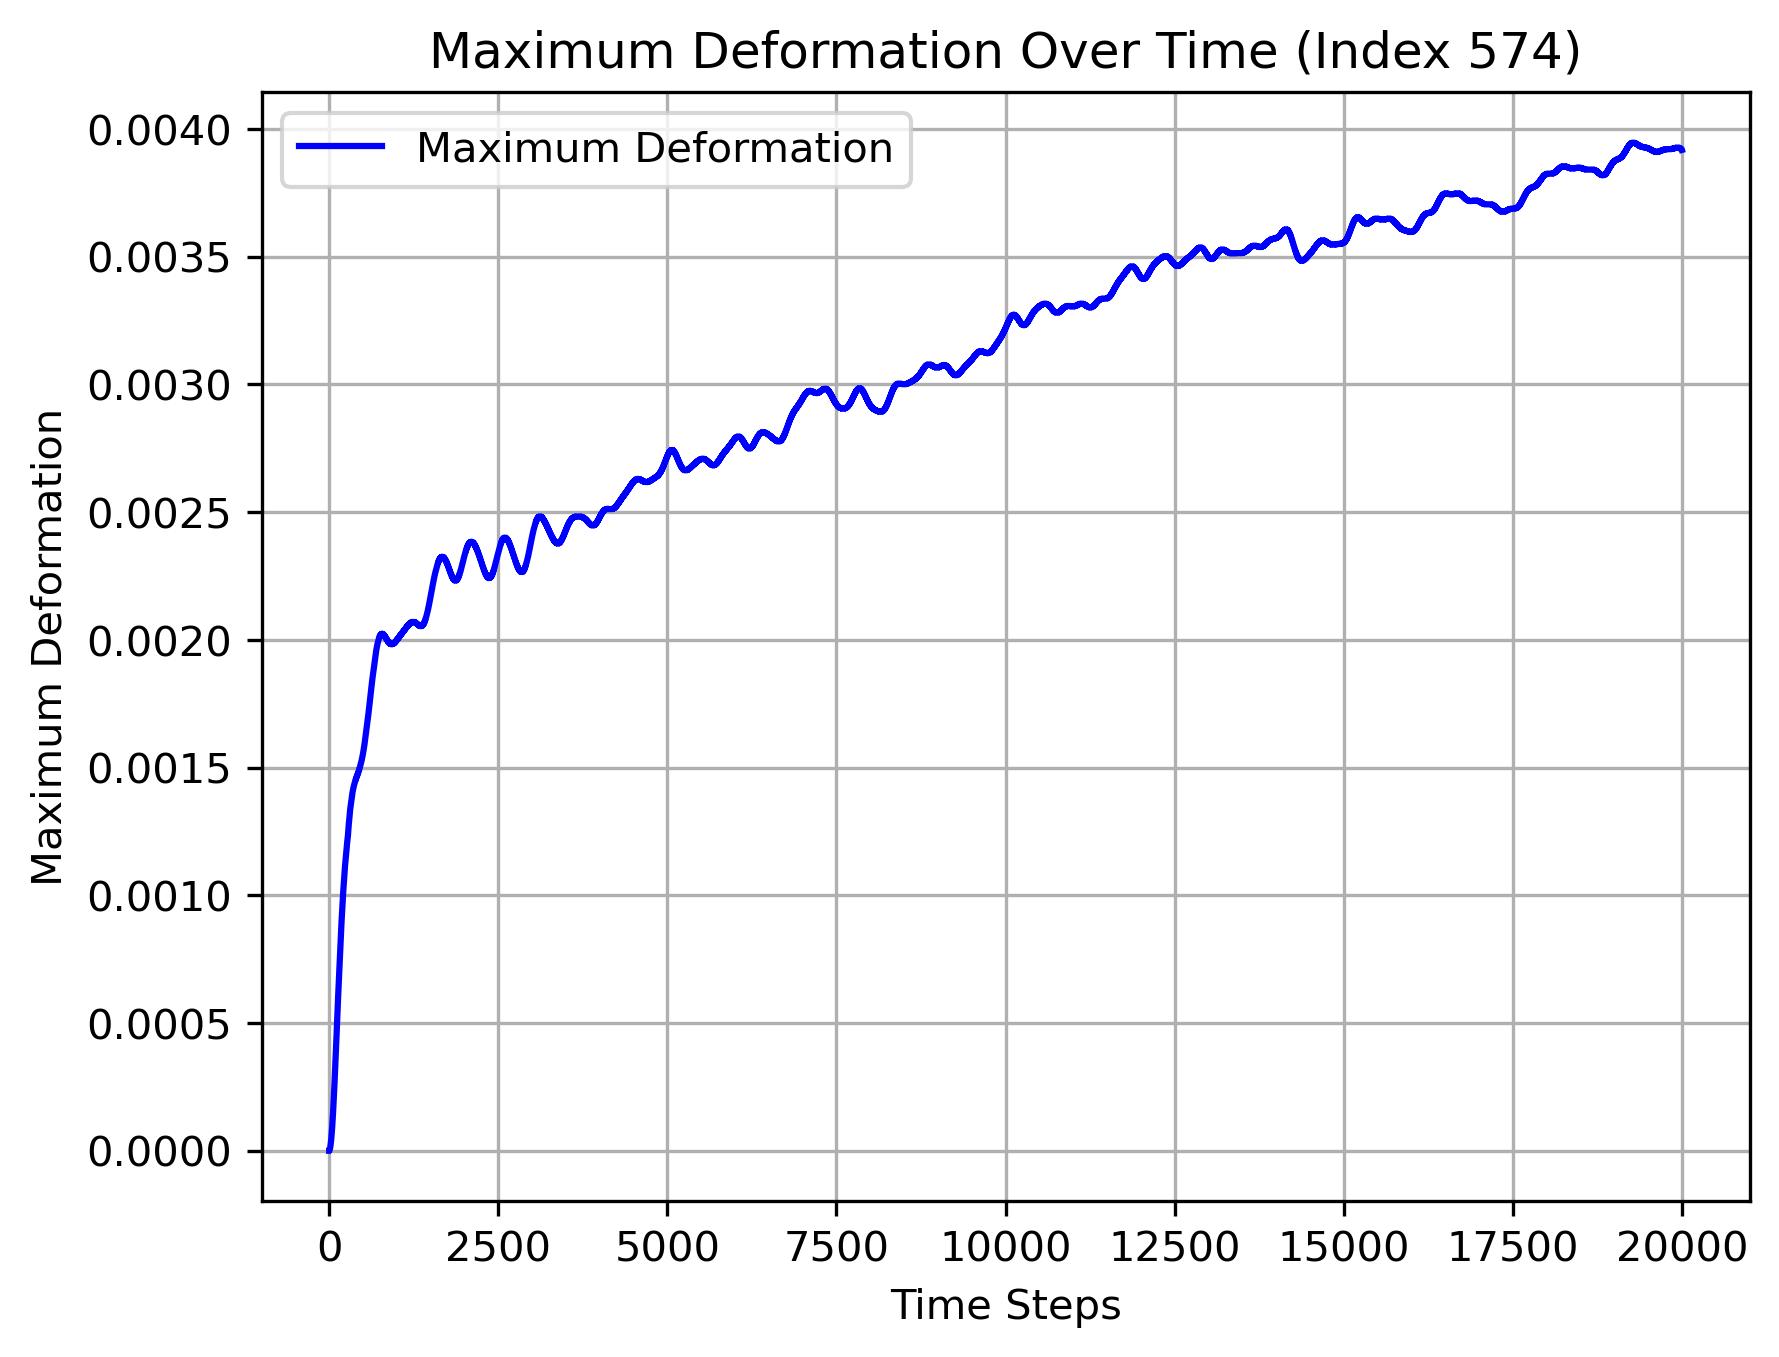 Maximum Deformation Over Time (Index 574)
Maximum Deformation
0.0040
0.0035
0.0030
0.0025
0.0020
0.0015
0.0010
0.0005
0.0000
Maximum Deformation
0 2500 5000 7500 10000 12500 15000 17500 20000
Time Steps